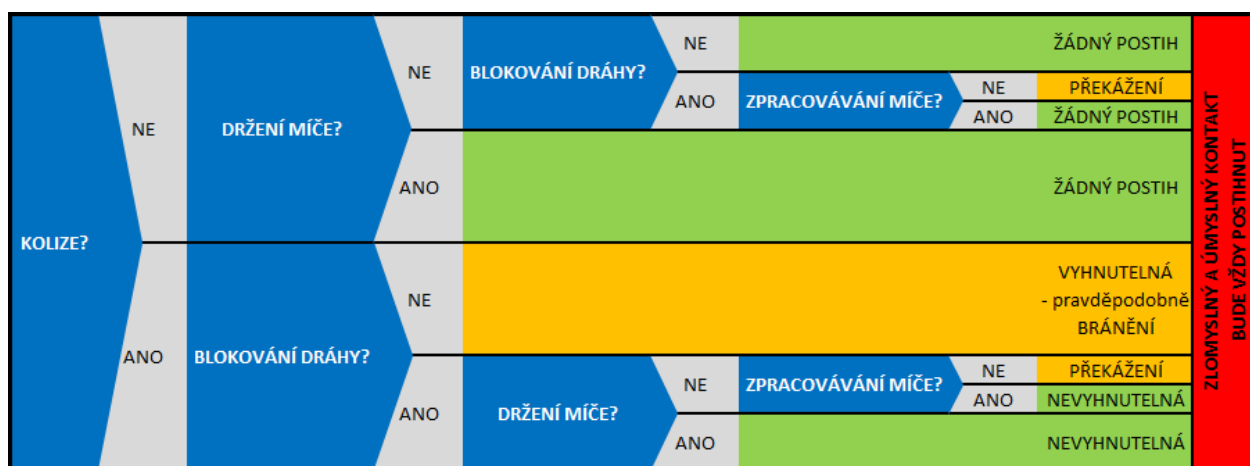 KOLIZE?
NE
DRŽENÍ MÍČE?
NE
BLOKOVÁNÍ DRÁHY?
NE
ŽÁDNÝ POSTIH
ANO
ZPRACOVÁVÁNÍ MÍČE?
NE
PŘEKÁŽENÍ
ANO
ŽÁDNÝ POSTIH
ANO
ŽÁDNÝ POSTIH
ANO
BLOKOVÁNÍ DRÁHY?
NE
VYHNUTELNÁ
- pravděpodobně
BRÁNĚNÍ
ANO
DRŽENÍ MÍČE?
NE
ZPRACOVÁVÁNÍ MÍČE?
NE
PŘEKÁŽENÍ
ANO
NEVYHNUTELNÁ
ANO
NEVYHNUTELNÁ
ZLOMYSLNÝ A ÚMYSLNÝ KONTAKT
BUDE VŽDY POSTIHNUT